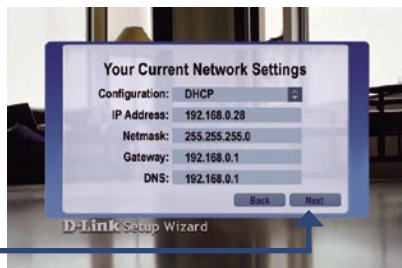 Your Current Network Settings
Configuration: DHCP
IP Address: 192.168.0.28
Netmask: 255.255.255.0
Gateway: 192.168.0.1
DNS: 192.168.0.1
Back Next
D-Link Setup Wizard